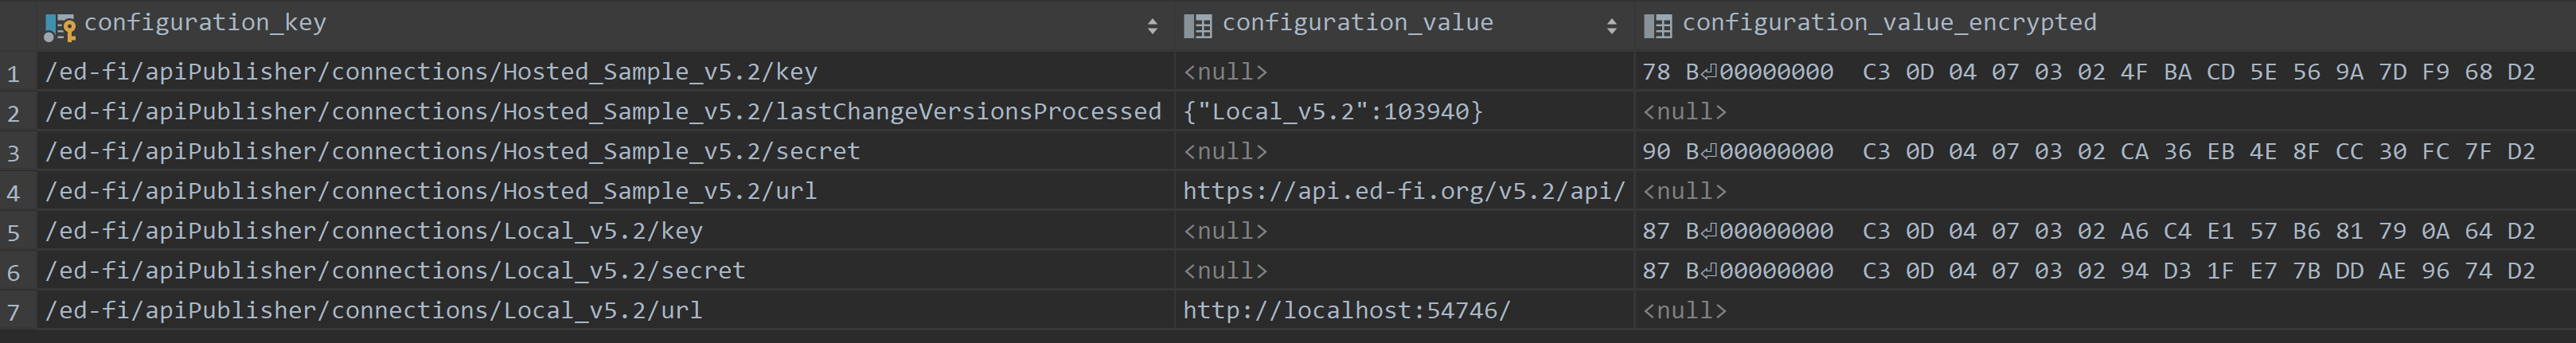 configuration_key configuration_value configuration_value_encrypted
1 /ed-fi/apiPublisher/connections/Hosted_Sample_v5.2/key <null> 78 B⏎00000000 C3 0D 04 07 03 02 4F BA CD 5E 56 9A 7D F9 68 D2
2 /ed-fi/apiPublisher/connections/Hosted_Sample_v5.2/lastChangeVersionsProcessed {"Local_v5.2":103940} <null>
3 /ed-fi/apiPublisher/connections/Hosted_Sample_v5.2/secret <null> 90 B⏎00000000 C3 0D 04 07 03 02 CA 36 EB 4E 8F CC 30 FC 7F D2
4 /ed-fi/apiPublisher/connections/Hosted_Sample_v5.2/url https://api.ed-fi.org/v5.2/api/ <null>
5 /ed-fi/apiPublisher/connections/Local_v5.2/key <null> 87 B⏎00000000 C3 0D 04 07 03 02 A6 C4 E1 57 B6 81 79 0A 64 D2
6 /ed-fi/apiPublisher/connections/Local_v5.2/secret <null> 87 B⏎00000000 C3 0D 04 07 03 02 94 D3 1F E7 7B DD AE 96 74 D2
7 /ed-fi/apiPublisher/connections/Local_v5.2/url http://localhost:54746/ <null>